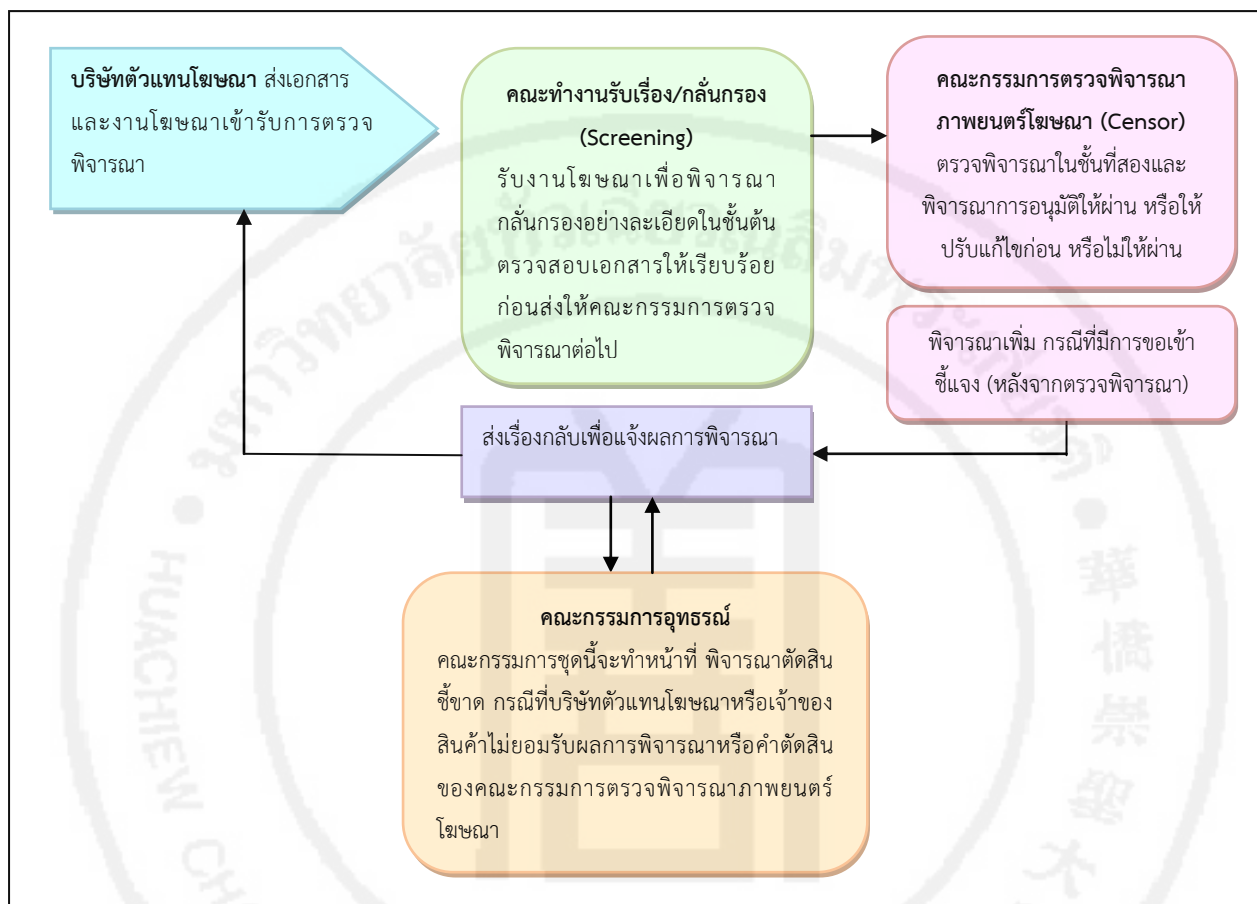 บริษัทตัวแทนโฆษณา ส่งเอกสาร
และงานโฆษณาเข้ารับการตรวจ
พิจารณา
คณะทำงานรับเรื่อง/กลั่นกรอง
(Screening)
รับงานโฆษณาเพื่อพิจารณา
กลั่นกรองอย่างละเอียดในชั้นต้น
ตรวจสอบเอกสารให้เรียบร้อย
ก่อนส่งให้คณะกรรมการตรวจ
พิจารณาต่อไป
คณะกรรมการตรวจพิจารณา
ภาพยนตร์โฆษณา (Censor)
ตรวจพิจารณาในชั้นที่สองและ
พิจารณาการอนุมัติให้ผ่าน หรือให้
ปรับแก้ไขก่อน หรือไม่ให้ผ่าน
พิจารณาเพิ่ม กรณีที่มีการขอเข้า
ชี้แจง (หลังจากตรวจพิจารณา)
ส่งเรื่องกลับเพื่อแจ้งผลการพิจารณา
คณะกรรมการอุทธรณ์
คณะกรรมการชุดนี้จะทำหน้าที่ พิจารณาตัดสิน
ชี้ขาด กรณีที่บริษัทตัวแทนโฆษณาหรือเจ้าของ
สินค้าไม่ยอมรับผลการพิจารณาหรือคำตัดสิน
ของคณะกรรมการตรวจพิจารณาภาพยนตร์
โฆษณา
HUACHIEW
華僑崇聖大